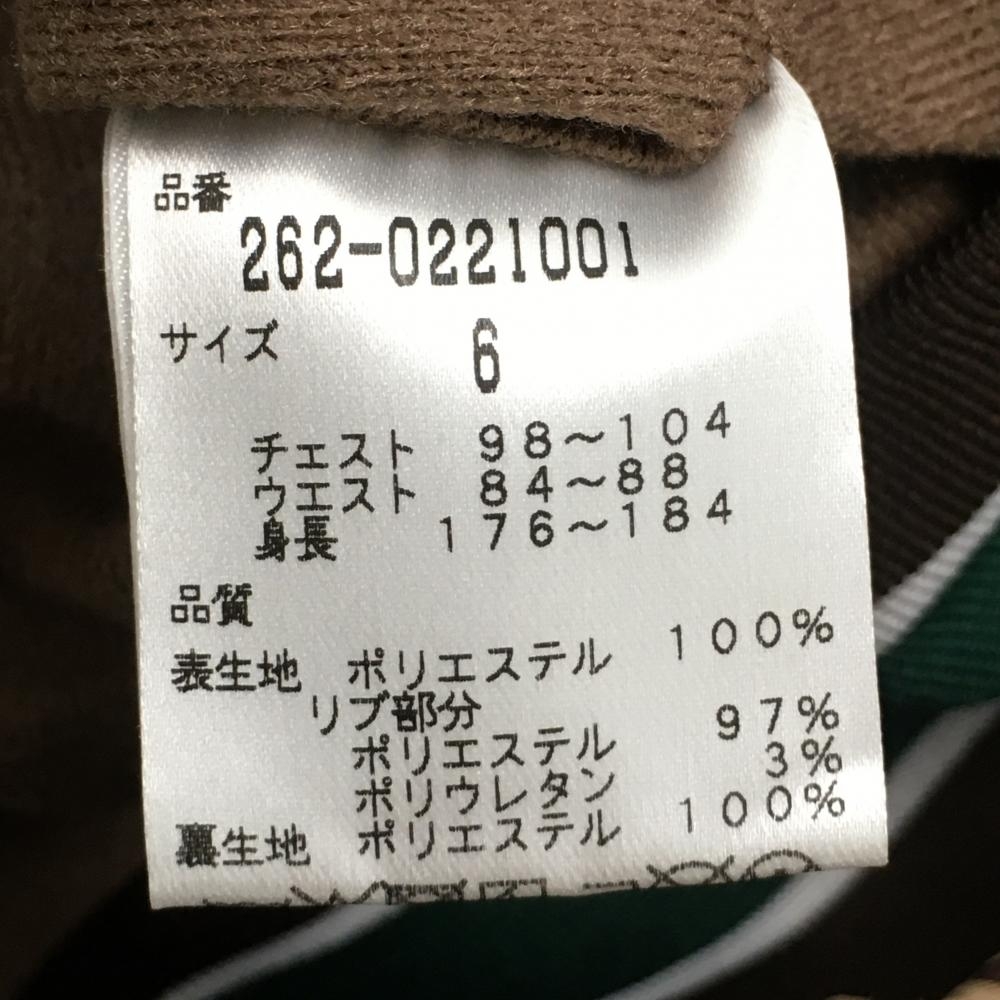 品番
262-0221001
サイズ 6
チェスト 98～104
ウエスト 84～88
身長 176～184
品質
表生地 ポリエステル 100%
リブ部分
ポリエステル 97%
ポリウレタン 3%
裏生地 ポリエステル 100%